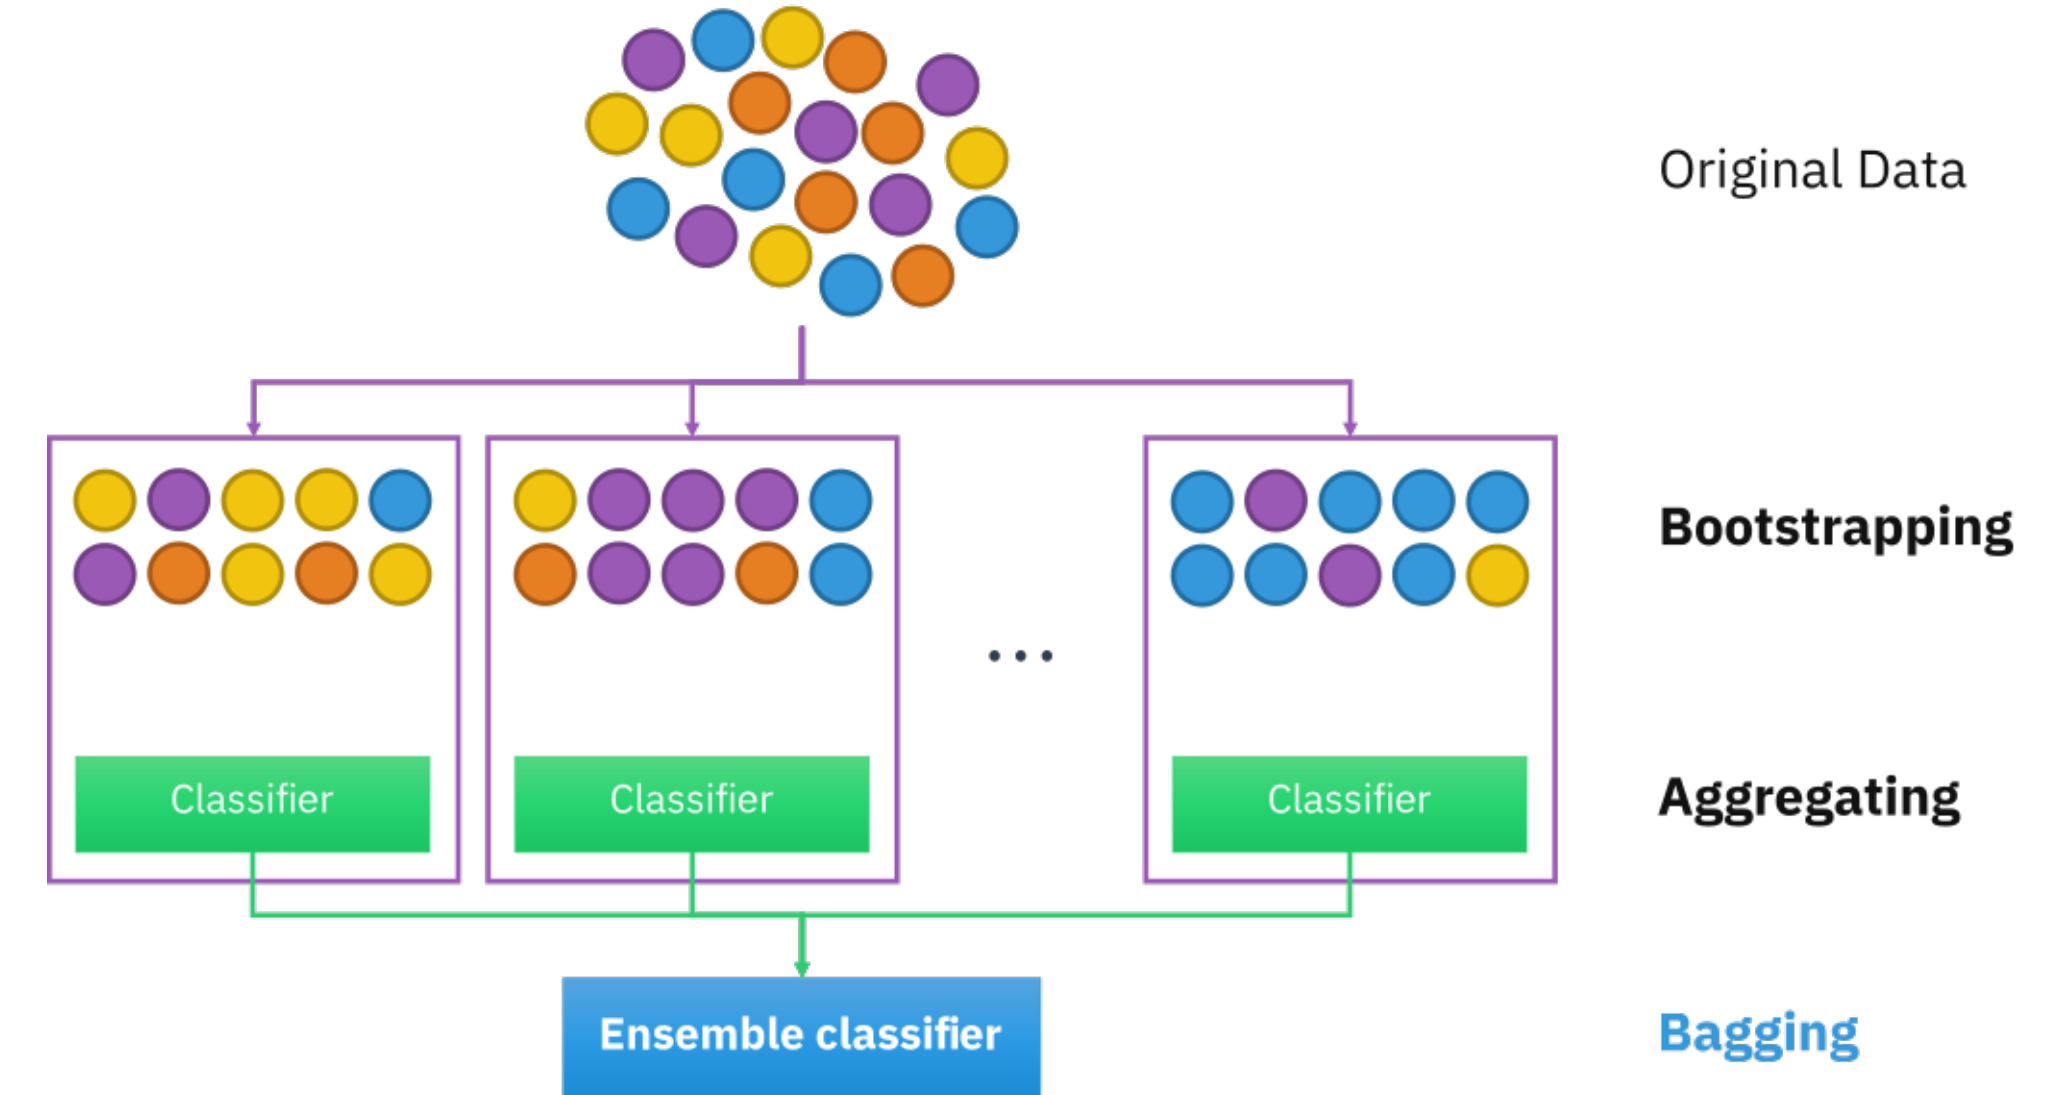 Original Data
Bootstrapping
...
Classifier
Classifier
Classifier
Aggregating
Ensemble classifier
Bagging